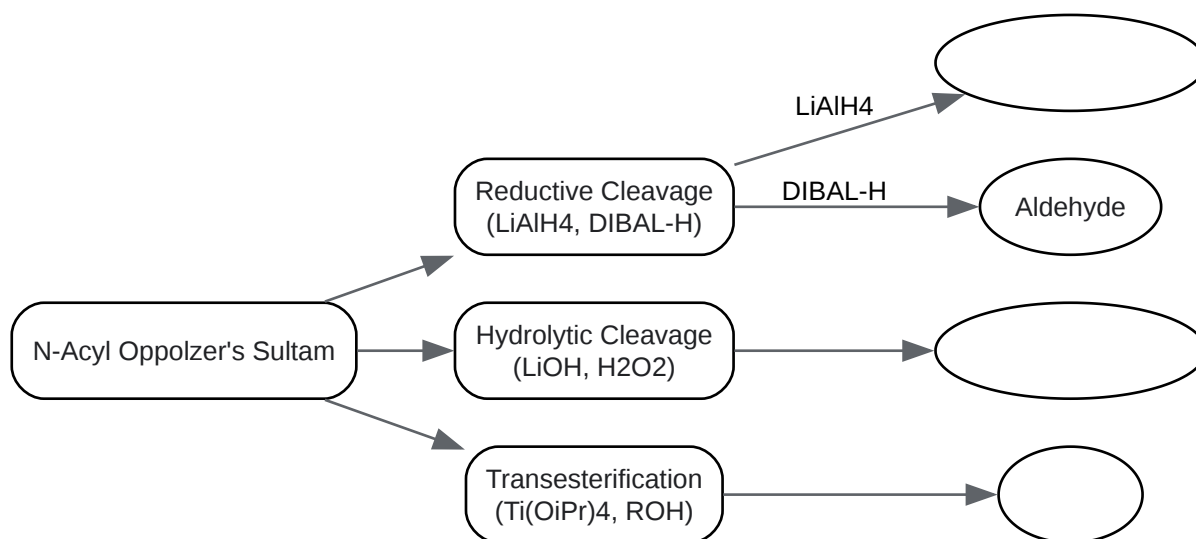 LiAlH4
Reductive Cleavage
(LiAlH4, DIBAL-H)
DIBAL-H
Aldehyde
N-Acyl Oppolzer's Sultam
Hydrolytic Cleavage
(LiOH, H2O2)
Transesterification
(Ti(OiPr)4, ROH)